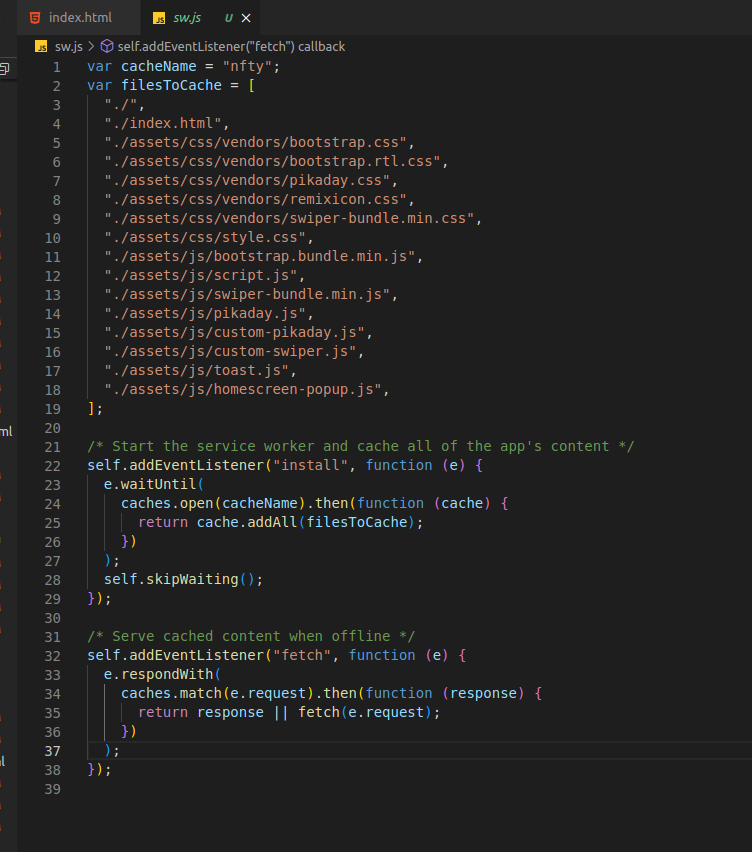 index.html
JS sw.js U
JS sw.js > self.addEventListener("fetch") callback
1 var cacheName = "nfty";
2 var filesToCache = [
3 "./",
4 "./index.html",
5 "./assets/css/vendors/bootstrap.css",
6 "./assets/css/vendors/bootstrap.rtl.css",
7 "./assets/css/vendors/pikaday.css",
8 "./assets/css/vendors/remixicon.css",
9 "./assets/css/vendors/swiper-bundle.min.css",
10 "./assets/css/style.css",
11 "./assets/js/bootstrap.bundle.min.js",
12 "./assets/js/script.js",
13 "./assets/js/swiper-bundle.min.js",
14 "./assets/js/pikaday.js",
15 "./assets/js/custom-pikaday.js",
16 "./assets/js/custom-swiper.js",
17 "./assets/js/toast.js",
18 "./assets/js/homescreen-popup.js",
19 ];
20
21 /* Start the service worker and cache all of the app's content */
22 self.addEventListener("install", function (e) {
23 e.waitUntil(
24 caches.open(cacheName).then(function (cache) {
25 return cache.addAll(filesToCache);
26 })
27 );
28 self.skipWaiting();
29 });
30
31 /* Serve cached content when offline */
32 self.addEventListener("fetch", function (e) {
33 e.respondWith(
34 caches.match(e.request).then(function (response) {
35 return response || fetch(e.request);
36 })
37 );
38 });
39